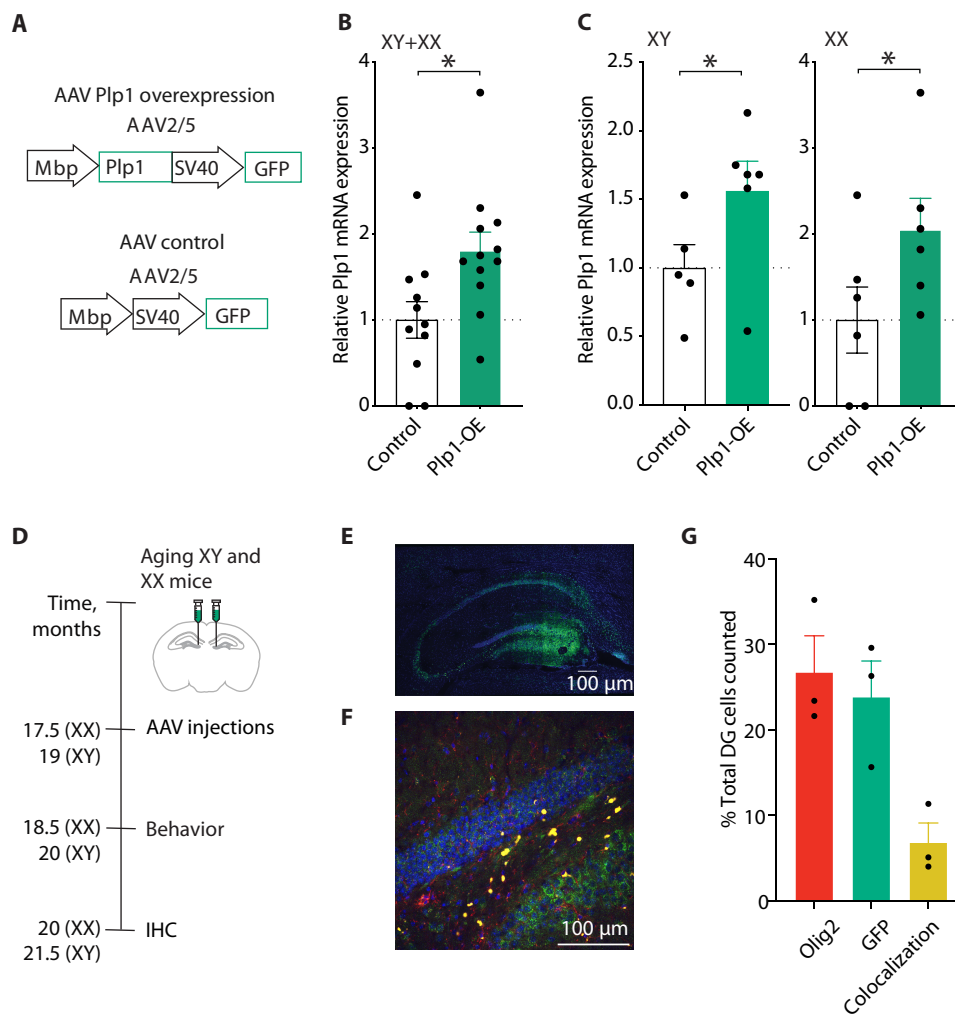 A
AAV Plp1 overexpression
AAV2/5
Mbp Plp1 SV40 GFP
AAV control
AAV2/5
Mbp SV40 GFP
B
XY+XX
*
Relative Plp1 mRNA expression
4
3
2
1
0
Control
Plp1-OE
C
XY
*
Relative Plp1 mRNA expression
2.5
2.0
1.5
1.0
0.5
0.0
Control
Plp1-OE
XX
*
4
3
2
1
0
Control
Plp1-OE
D
Aging XY and
XX mice
Time,
months
17.5 (XX)
19 (XY)
AAV injections
18.5 (XX)
20 (XY)
Behavior
20 (XX)
21.5 (XY)
IHC
E
100 µm
F
100 µm
G
% Total DG cells counted
40
30
20
10
0
Olig2
GFP
Colocalization